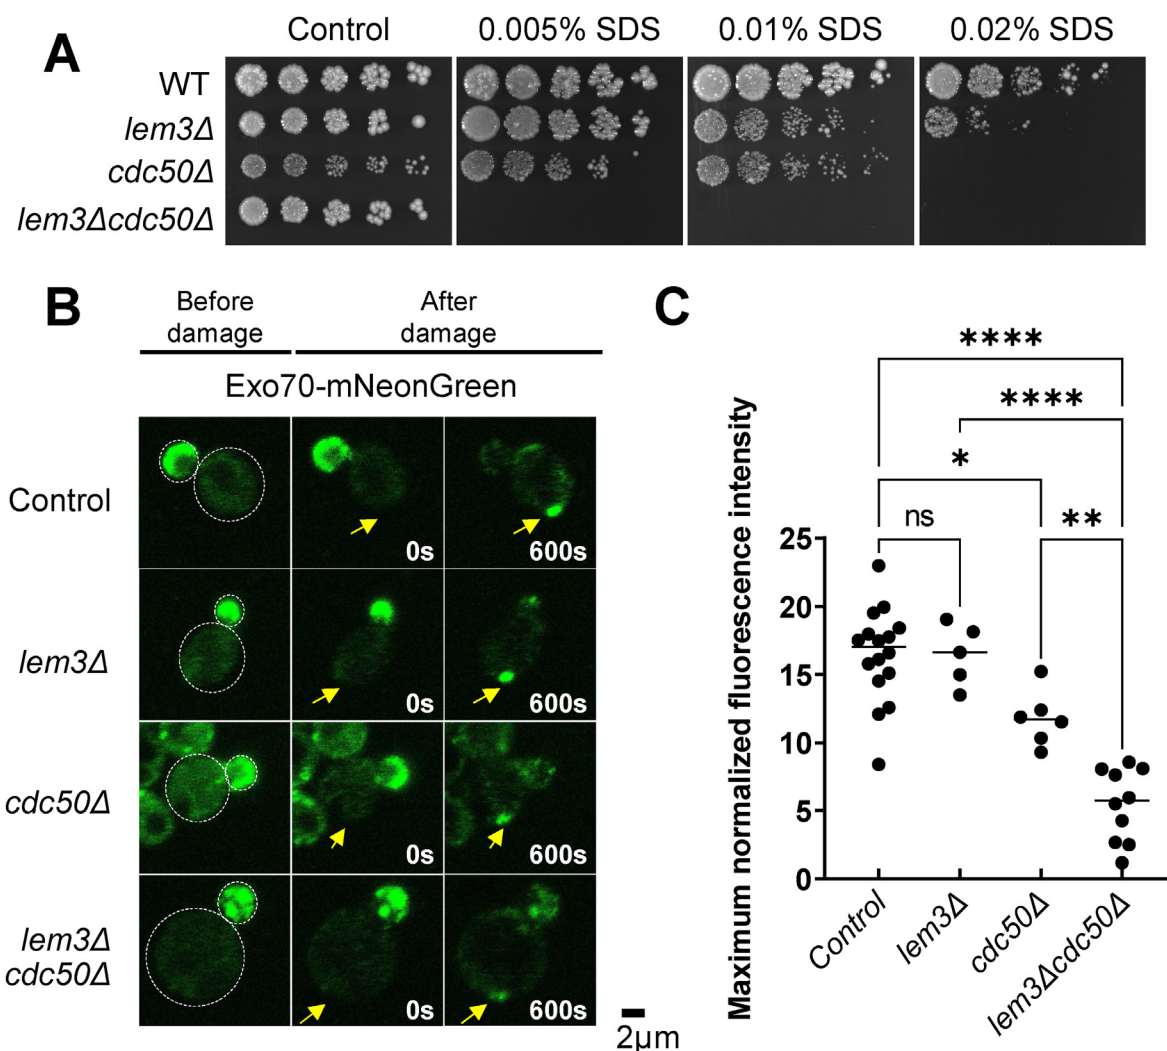 A
Control
0.005% SDS
0.01% SDS
0.02% SDS
WT
lem3Δ
cdc50Δ
lem3Δcdc50Δ
B
Before
damage
After
damage
Exo70-mNeonGreen
Control
0s
600s
lem3Δ
0s
600s
cdc50Δ
0s
600s
lem3Δ
cdc50Δ
0s
600s
2µm
C
****
****
*
**
ns
Maximum normalized fluorescence intensity
25
20
15
10
5
0
Control
lem3Δ
cdc50Δ
lem3Δcdc50Δ